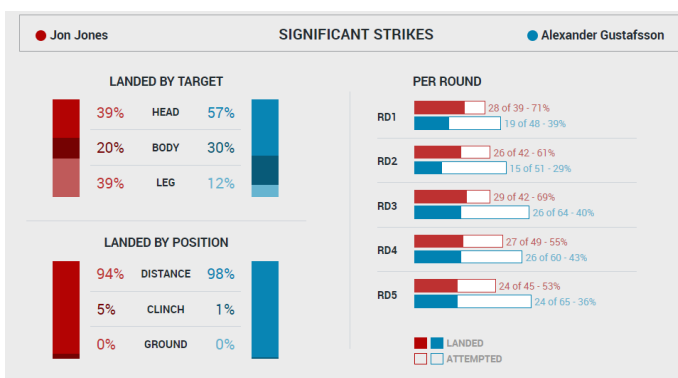 Jon Jones SIGNIFICANT STRIKES Alexander Gustafsson
LANDED BY TARGET
39% HEAD 57%
20% BODY 30%
39% LEG 12%
LANDED BY POSITION
94% DISTANCE 98%
5% CLINCH 1%
0% GROUND 0%
PER ROUND
RD1
28 of 39 - 71%
19 of 48 - 39%
RD2
26 of 42 - 61%
15 of 51 - 29%
RD3
29 of 42 - 69%
26 of 64 - 40%
RD4
27 of 49 - 55%
26 of 60 - 43%
RD5
24 of 45 - 53%
24 of 65 - 36%
LANDED
ATTEMPTED